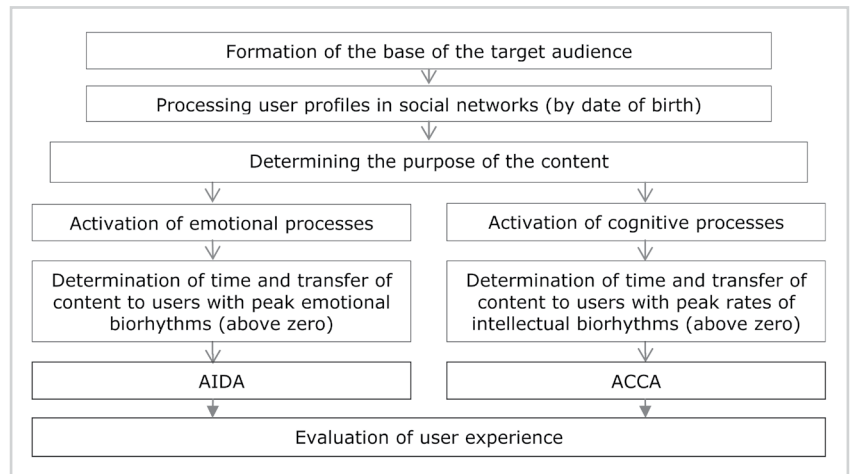 Formation of the base of the target audience
Processing user profiles in social networks (by date of birth)
Determining the purpose of the content
Activation of emotional processes
Activation of cognitive processes
Determination of time and transfer of
content to users with peak emotional
biorhythms (above zero)
Determination of time and transfer of
content to users with peak rates of
intellectual biorhythms (above zero)
AIDA
ACCA
Evaluation of user experience